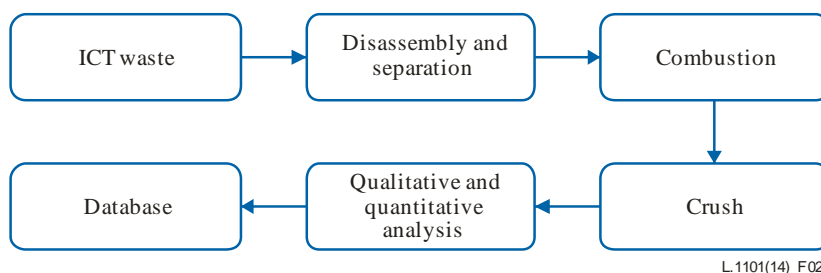 ICT waste
Disassembly and
separation
Combustion
Database
Qualitative and
quantitative
analysis
Crush
L.1101(14)_F02